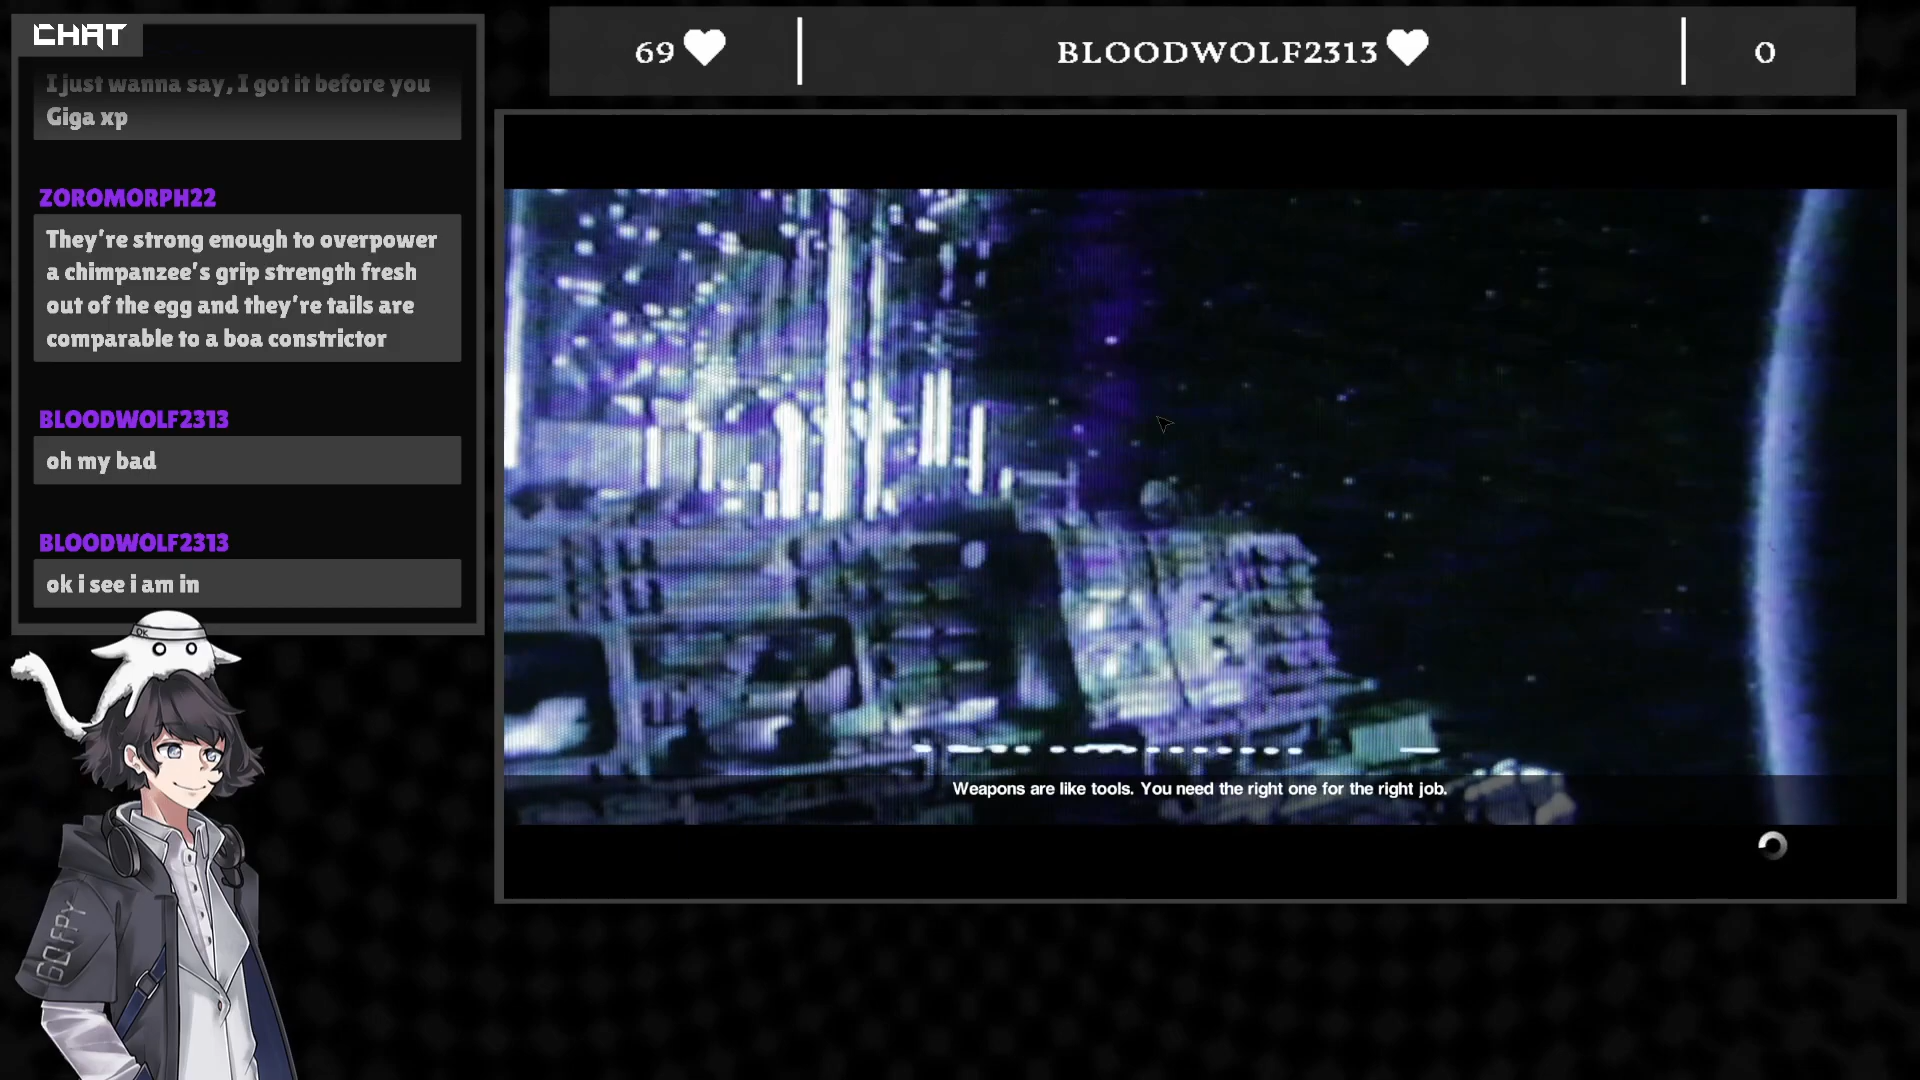 CHAT
I just wanna say, I got it before you
Giga xp
ZOROMORPH22
They're strong enough to overpower
a chimpanzee's grip strength fresh
out of the egg and they're tails are
comparable to a boa constrictor
BLOODWOLF2313
oh my bad
BLOODWOLF2313
ok i see i am in
69
BLOODWOLF2313
0
Weapons are like tools. You need the right one for the right job.
OK
60FPY